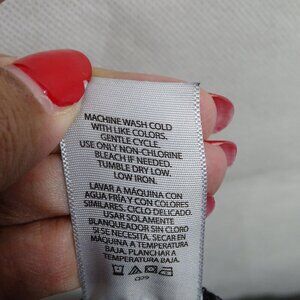 MACHINE WASH COLD
WITH LIKE COLORS.
GENTLE CYCLE.
USE ONLY NON-CHLORINE
BLEACH IF NEEDED.
TUMBLE DRY LOW.
LOW IRON.
LAVAR A MÁQUINA CON
AGUA FRÍA Y CON COLORES
SIMILARES. CICLO DELICADO.
USAR SOLAMENTE
BLANQUEADOR SIN CLORO
SI SE NECESITA. SECAR EN
MÁQUINA A TEMPERATURA
BAJA. PLANCHAR A
TEMPERATURA BAJA.